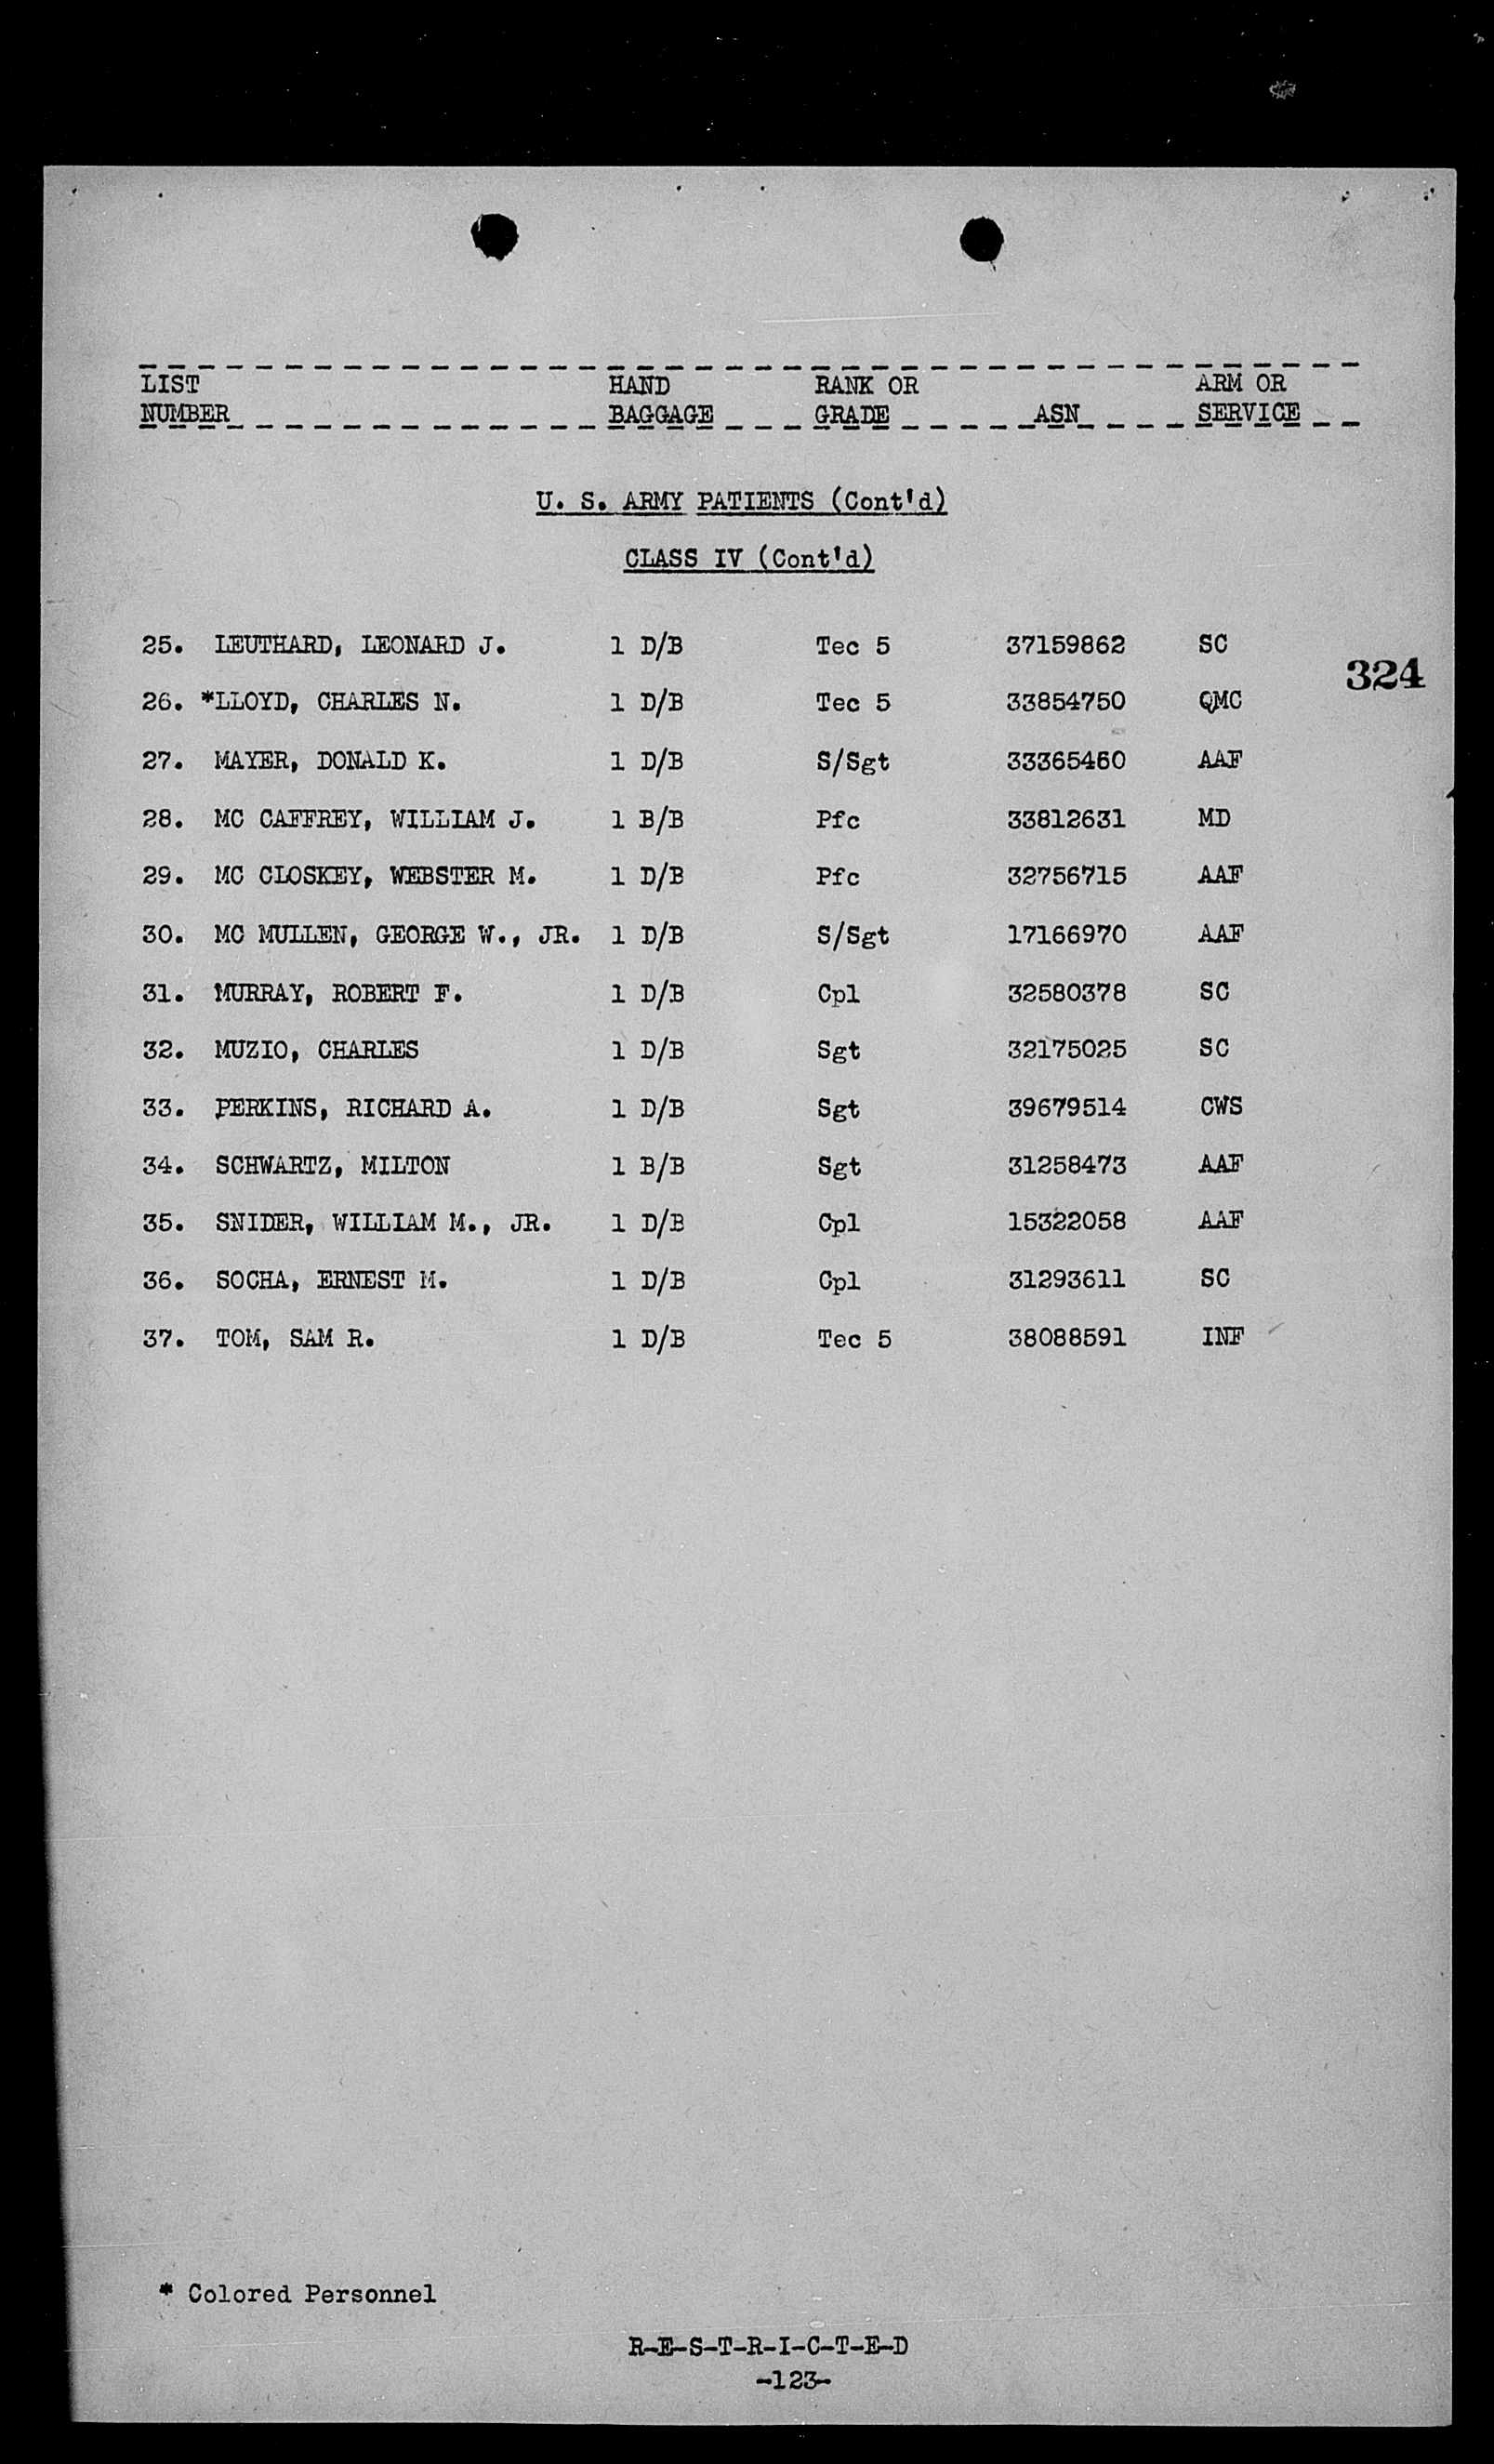 LIST HAND RANK OR ARM OR
NUMBER BAGGAGE GRADE ASN SERVICE
U. S. ARMY PATIENTS (Cont'd)
CLASS IV (Cont'd)
25. LEUTHARD, LEONARD J. 1 D/B Tec 5 37159862 SC
324
26. *LLOYD, CHARLES N. 1 D/B Tec 5 33854750 QMC
27. MAYER, DONALD K. 1 D/B S/Sgt 33365460 AAF
28. MC CAFFREY, WILLIAM J. 1 B/B Pfc 33812631 MD
29. MC CLOSKEY, WEBSTER M. 1 D/B Pfc 32756715 AAF
30. MC MULLEN, GEORGE W., JR. 1 D/B S/Sgt 17166970 AAF
31. MURRAY, ROBERT F. 1 D/B Cpl 32580378 SC
32. MUZIO, CHARLES 1 D/B Sgt 32175025 SC
33. PERKINS, RICHARD A. 1 D/B Sgt 39679514 CWS
34. SCHWARTZ, MILTON 1 B/B Sgt 31258473 AAF
35. SNIDER, WILLIAM M., JR. 1 D/B Cpl 15322058 AAF
36. SOCHA, ERNEST M. 1 D/B Cpl 31293611 SC
37. TOM, SAM R. 1 D/B Tec 5 38088591 INF
* Colored Personnel
R-E-S-T-R-I-C-T-E-D
-123-